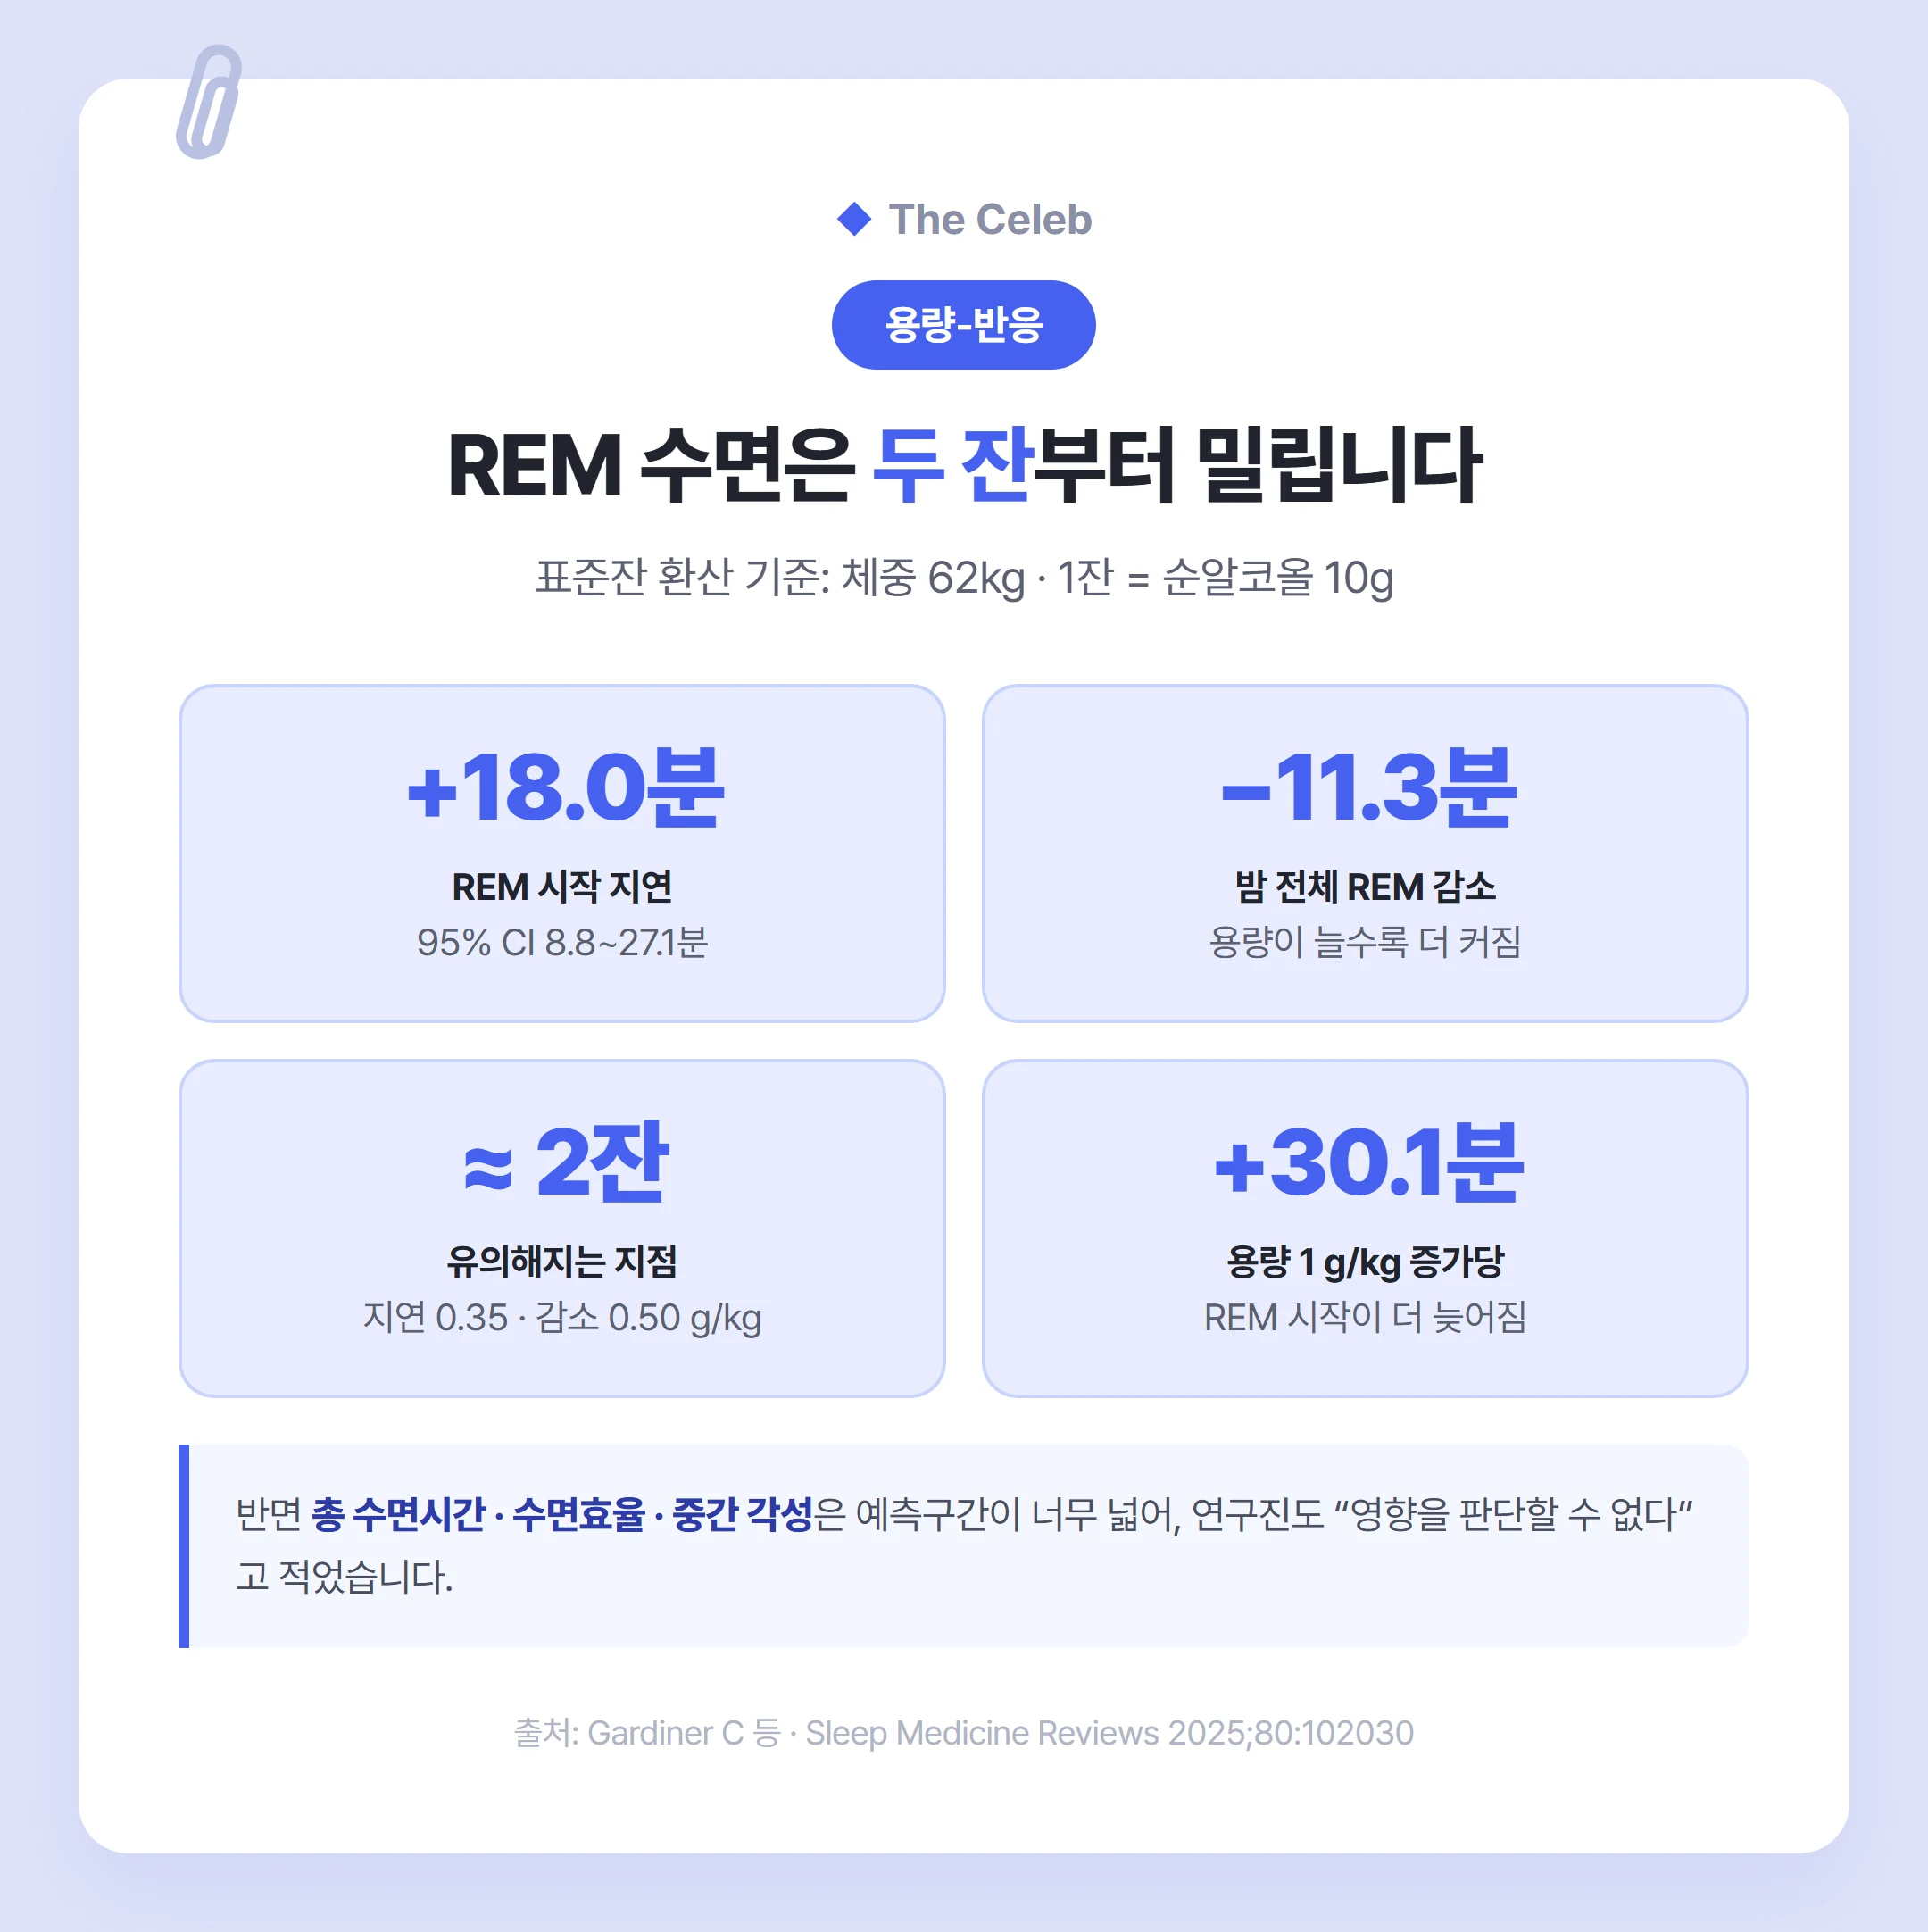 The Celeb
용량-반응
REM 수면은 두 잔부터 밀립니다
표준잔 환산 기준: 체중 62kg · 1잔 = 순알코올 10g
+18.0분
REM 시작 지연
95% CI 8.8~27.1분
−11.3분
밤 전체 REM 감소
용량이 늘수록 더 커짐
≈ 2잔
유의해지는 지점
지연 0.35 · 감소 0.50 g/kg
+30.1분
용량 1 g/kg 증가당
REM 시작이 더 늦어짐
반면 총 수면시간 · 수면효율 · 중간 각성은 예측구간이 너무 넓어, 연구진도 “영향을 판단할 수 없다”
고 적었습니다.
출처: Gardiner C 등 · Sleep Medicine Reviews 2025;80:102030